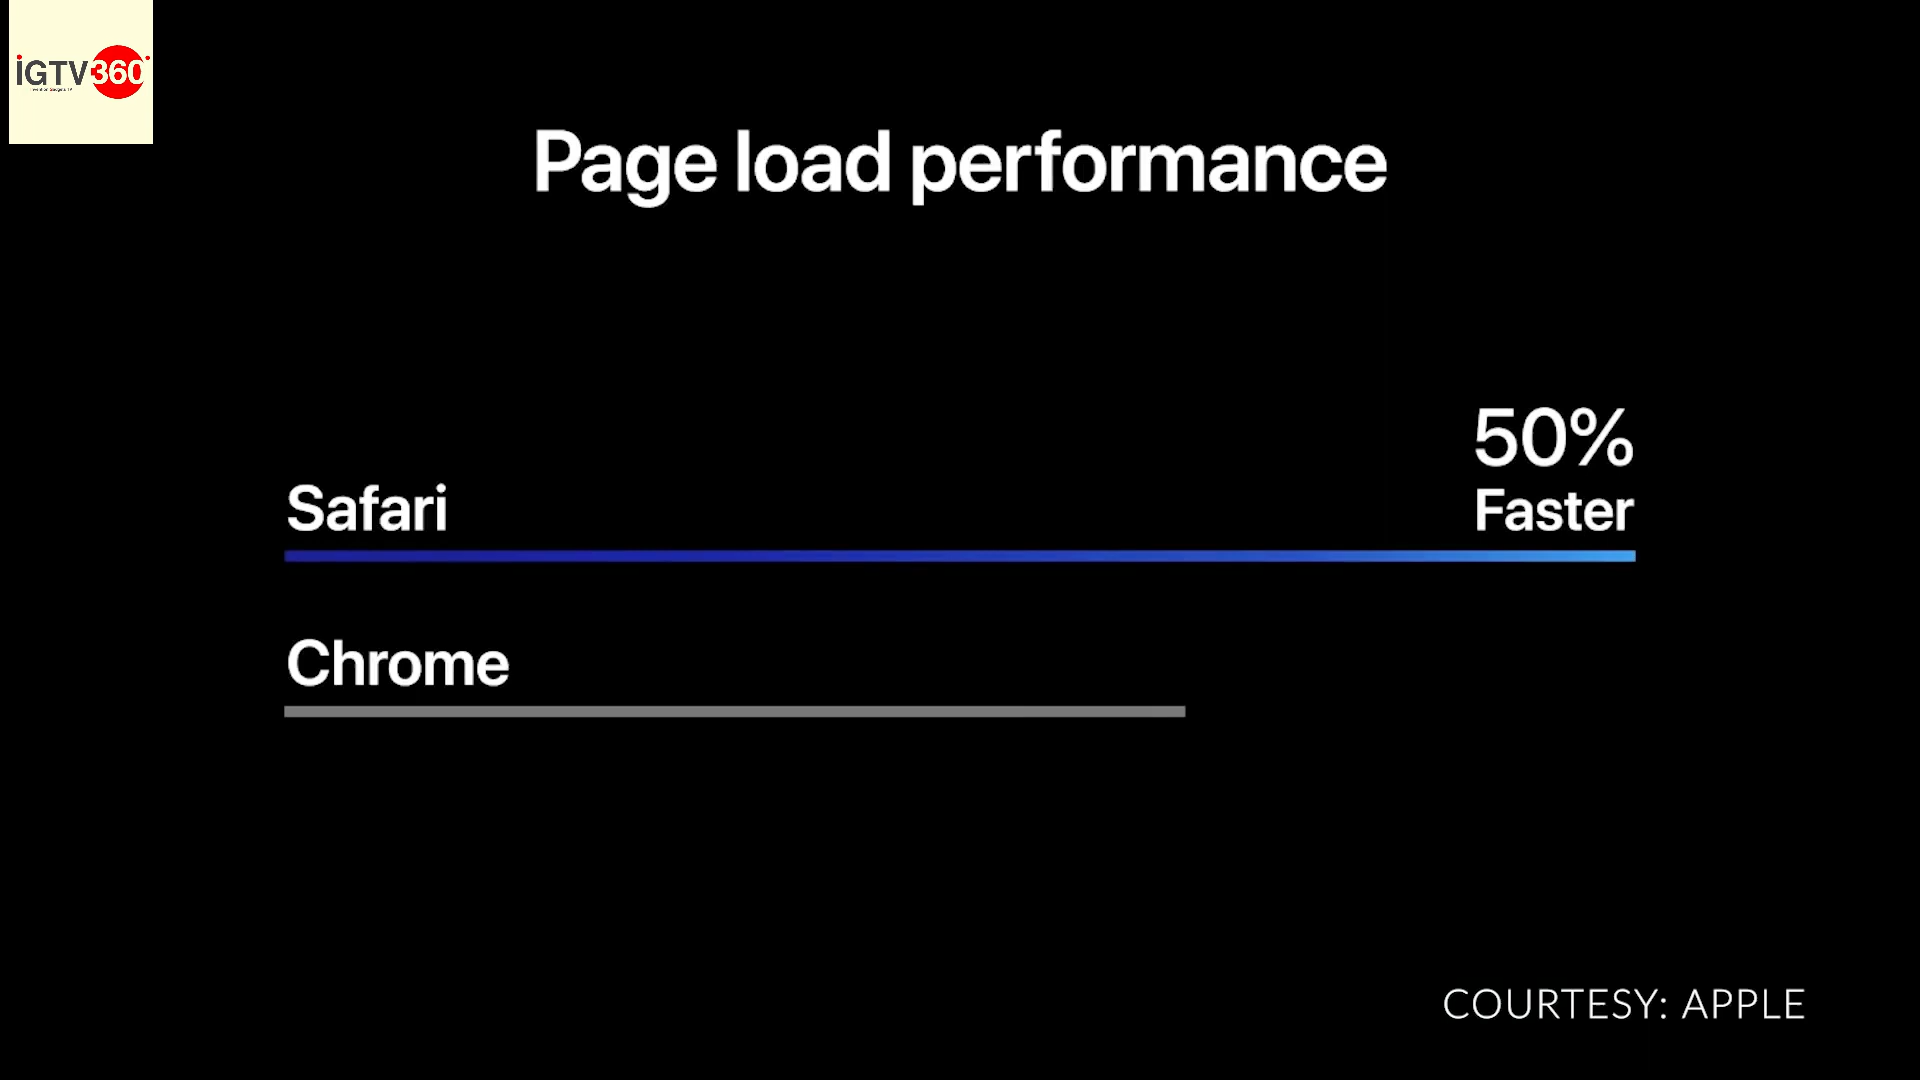 iGTV360°
Page load performance
50%
Safari
Faster
Chrome
COURTESY: APPLE